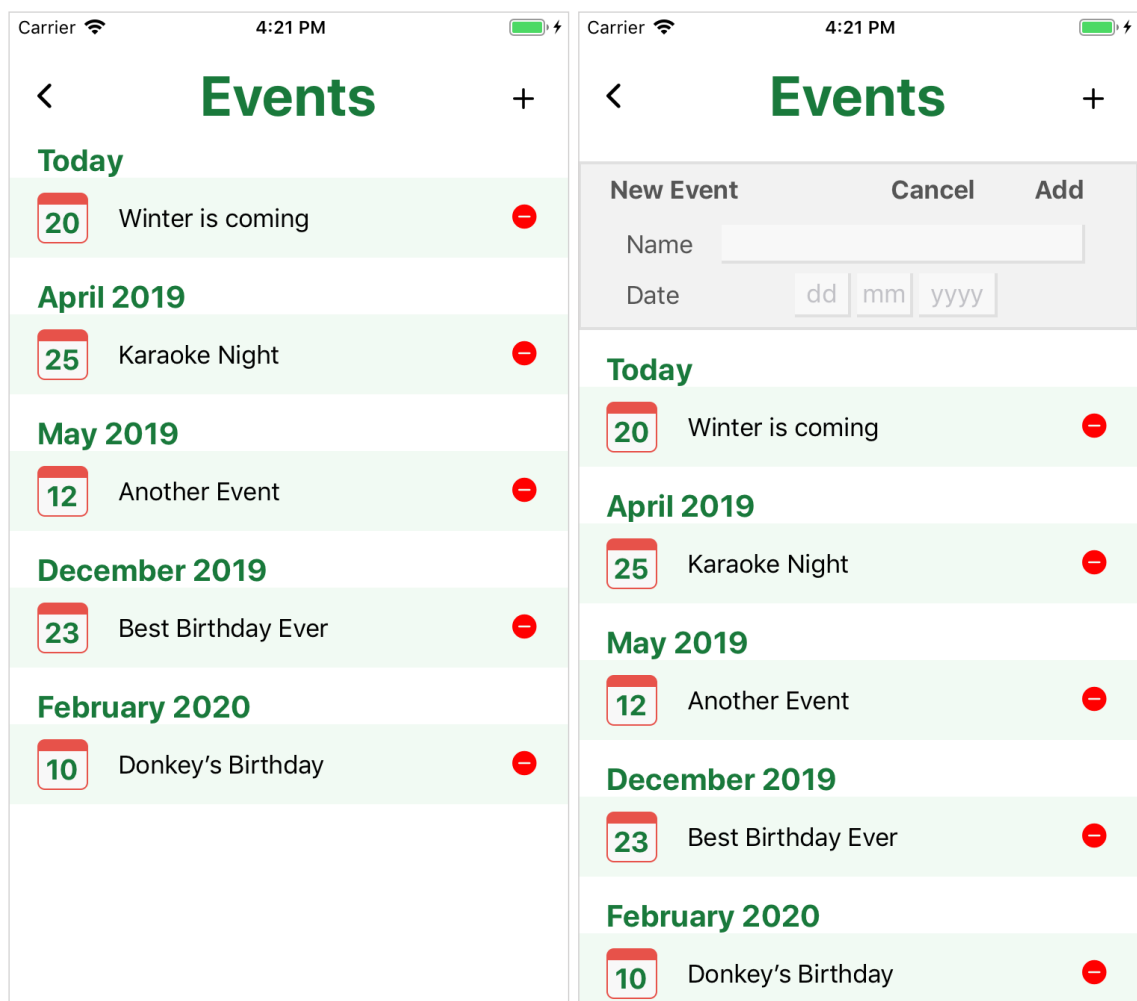 Carrier 4:21 PM
Events
Today
20 Winter is coming
April 2019
25 Karaoke Night
May 2019
12 Another Event
December 2019
23 Best Birthday Ever
February 2020
10 Donkey’s Birthday
Carrier 4:21 PM
Events
New Event Cancel Add
Name
Date dd mm yyyy
Today
20 Winter is coming
April 2019
25 Karaoke Night
May 2019
12 Another Event
December 2019
23 Best Birthday Ever
February 2020
10 Donkey’s Birthday